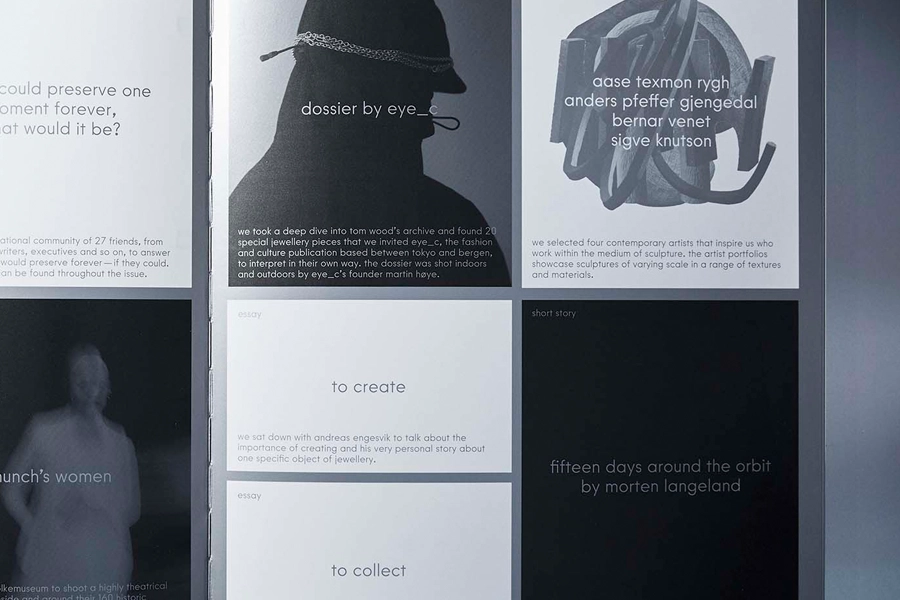 could preserve one
oment forever,
at would it be?
ational community of 27 friends, from
writers, executives and so on, to answer
would preserve forever—if they could.
an be found throughout the issue.
unch's women
lkemuseum to shoot a highly theatrical
side and around their 160 historic
dossier by eye_c
we took a deep dive into tom wood's archive and found 20
special jewellery pieces that we invited eye_c, the fashion
and culture publication based between tokyo and bergen,
to interpret in their own way. the dossier was shot indoors
and outdoors by eye_c's founder martin høye.
essay
to create
we sat down with andreas engesvik to talk about the
importance of creating and his very personal story about
one specific object of jewellery.
essay
to collect
aase texmon rygh
anders pfeffer gjengedal
bernar venet
sigve knutson
we selected four contemporary artists that inspire us who
work within the medium of sculpture. the artist portfolios
showcase sculptures of varying scale in a range of textures
and materials.
short story
fifteen days around the orbit
by morten langeland